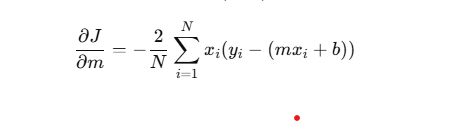 ∂J/∂m = −2/N ∑_{i=1}^{N} x_i(y_i − (mx_i + b))